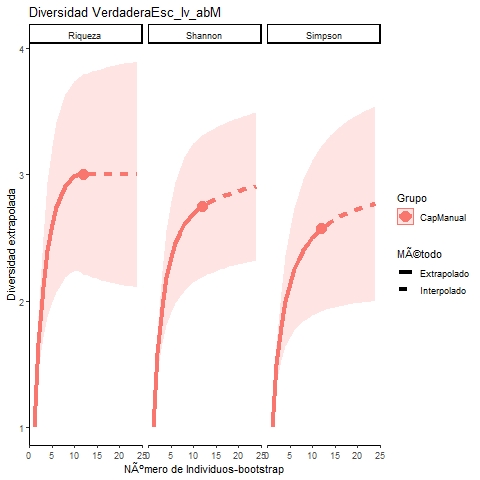 Diversidad VerdaderaEsc_lv_abM
Riqueza Shannon Simpson
4
3
2
1
Diversidad extrapolada
0 5 10 15 20 25 0 5 10 15 20 25 0 5 10 15 20 25
NÃºmero de Individuos-bootstrap
Grupo
CapManual
MÃ©todo
Extrapolado
Interpolado